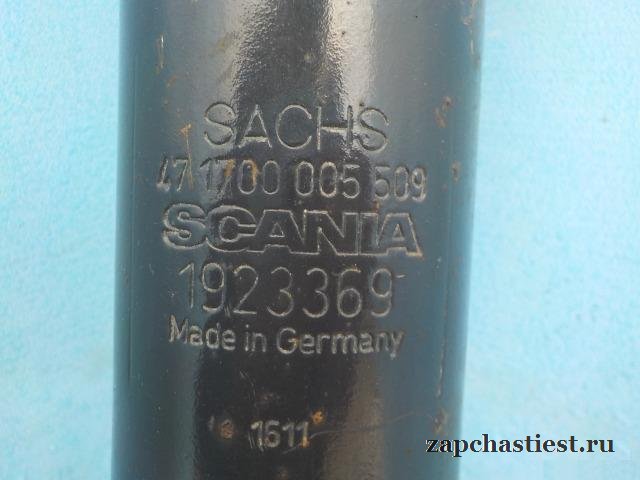 SACHS
47 1700 005 509
SCANIA
1923369
Made in Germany
1611
zapchastiest.ru